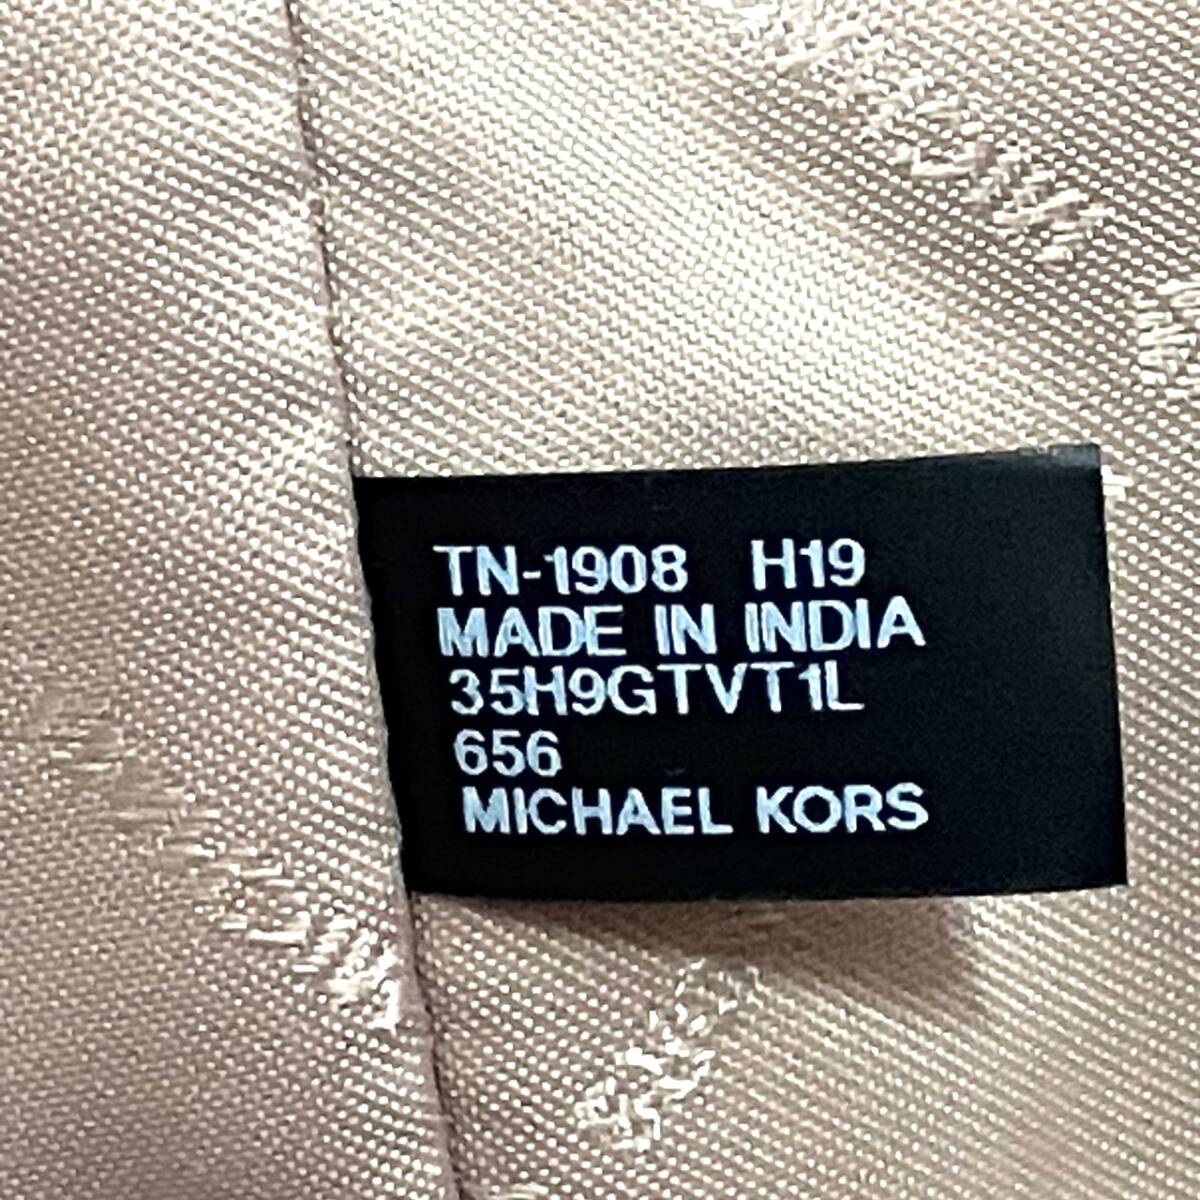 TN-1908 H19
MADE IN INDIA
35H9GTVT1L
656
MICHAEL KORS